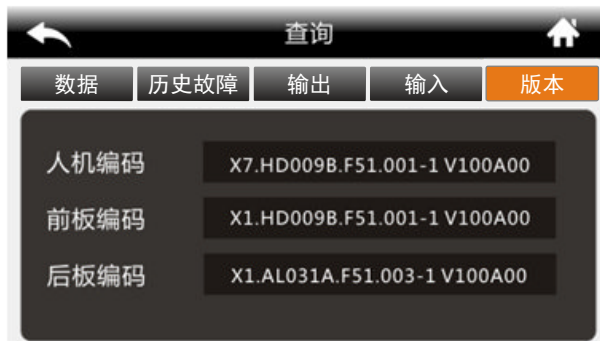 查询
数据 历史故障 输出 输入 版本
人机编码 X7.HD009B.F51.001-1 V100A00
前板编码 X1.HD009B.F51.001-1 V100A00
后板编码 X1.AL031A.F51.003-1 V100A00